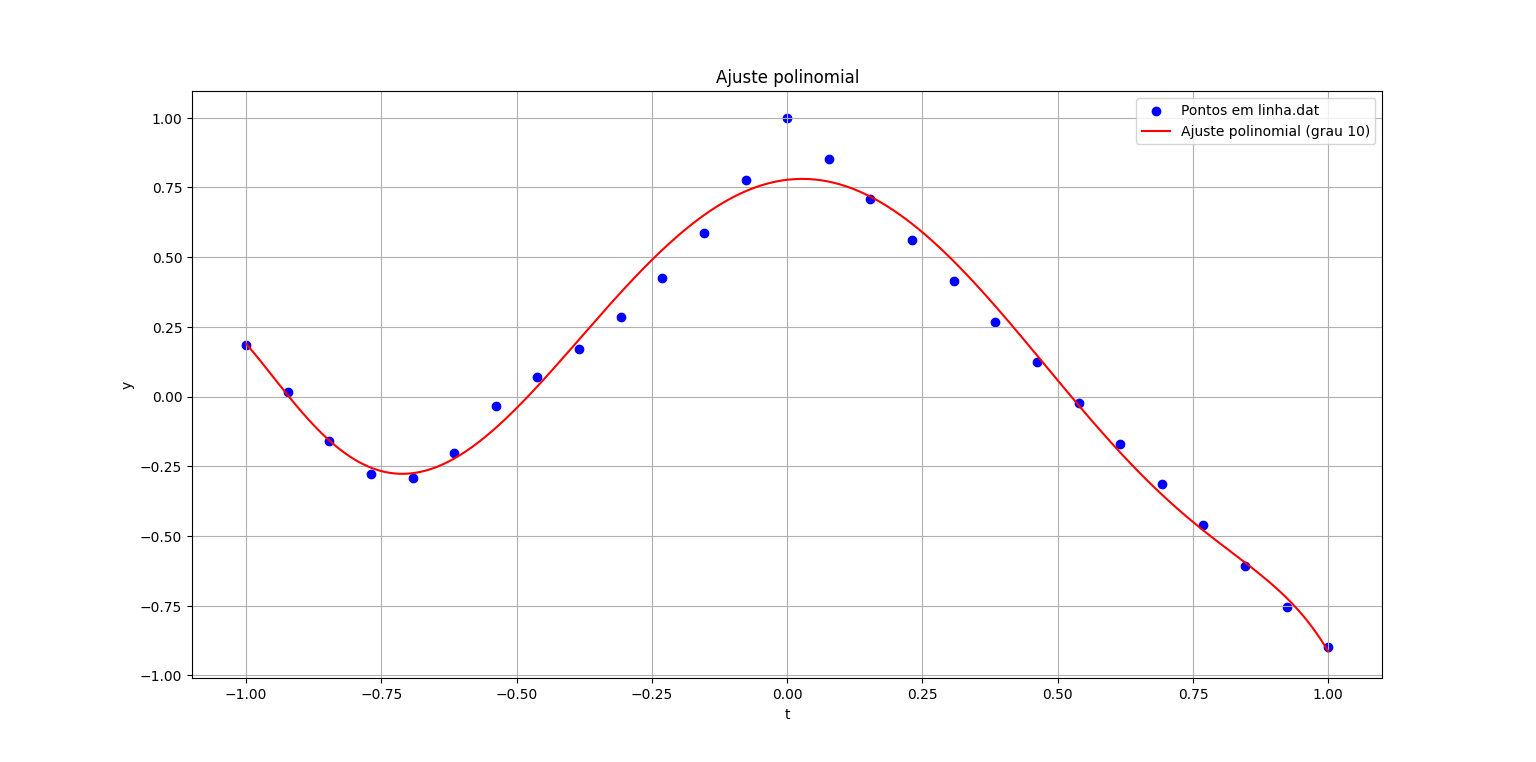 Ajuste polinomial
Pontos em linha.dat
Ajuste polinomial (grau 10)
1.00
0.75
0.50
0.25
0.00
−0.25
−0.50
−0.75
−1.00
y
−1.00 −0.75 −0.50 −0.25 0.00 0.25 0.50 0.75 1.00
t